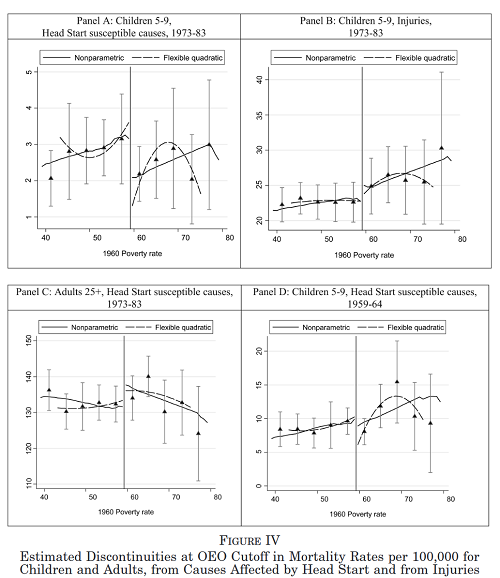 Panel A: Children 5-9,
Head Start susceptible causes, 1973-83
Nonparametric Flexible quadratic
5
4
3
2
1
40 50 60 70 80
1960 Poverty rate
Panel B: Children 5-9, Injuries,
1973-83
Nonparametric Flexible quadratic
40
35
30
25
20
40 50 60 70 80
1960 Poverty rate
Panel C: Adults 25+, Head Start susceptible causes,
1973-83
Nonparametric Flexible quadratic
150
140
130
120
110
40 50 60 70 80
1960 Poverty rate
Panel D: Children 5-9, Head Start susceptible causes,
1959-64
Nonparametric Flexible quadratic
20
15
10
5
0
40 50 60 70 80
1960 Poverty rate
FIGURE IV
Estimated Discontinuities at OEO Cutoff in Mortality Rates per 100,000 for
Children and Adults, from Causes Affected by Head Start and from Injuries